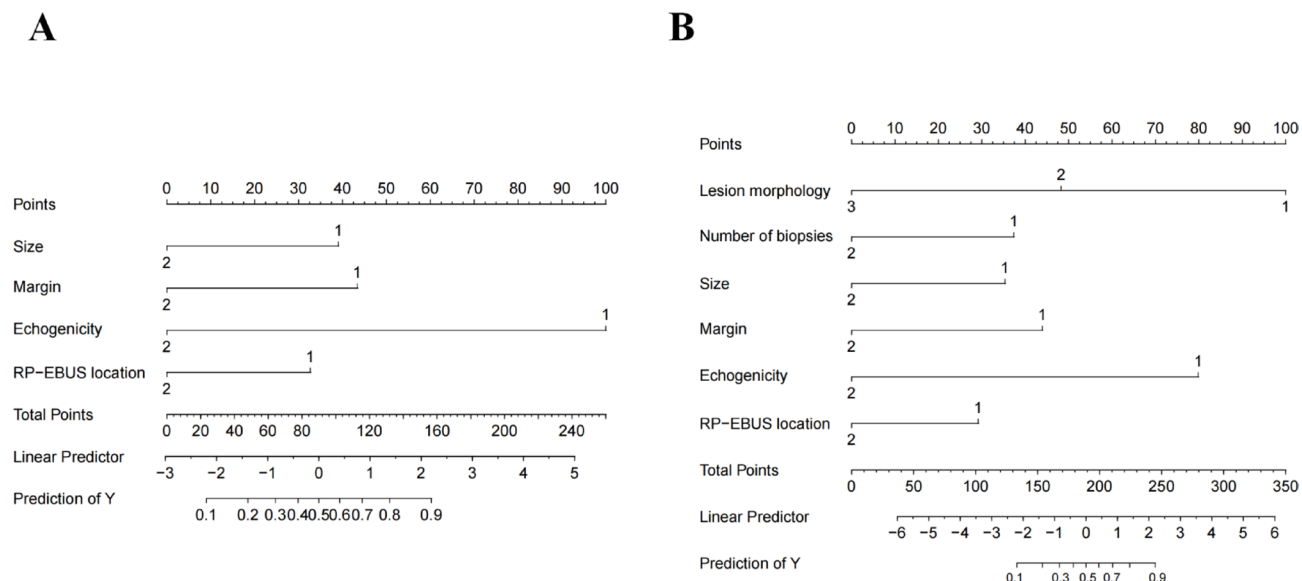 A
Points
0 10 20 30 40 50 60 70 80 90 100
Size
2 1
Margin
2 1
Echogenicity
2 1
RP−EBUS location
2 1
Total Points
0 20 40 60 80 120 160 200 240
Linear Predictor
−3 −2 −1 0 1 2 3 4 5
Prediction of Y
0.1 0.2 0.3 0.4 0.5 0.6 0.7 0.8 0.9
B
Points
0 10 20 30 40 50 60 70 80 90 100
Lesion morphology
3 2 1
Number of biopsies
2 1
Size
2 1
Margin
2 1
Echogenicity
2 1
RP−EBUS location
2 1
Total Points
0 50 100 150 200 250 300 350
Linear Predictor
−6 −5 −4 −3 −2 −1 0 1 2 3 4 5 6
Prediction of Y
0.1 0.3 0.5 0.7 0.9